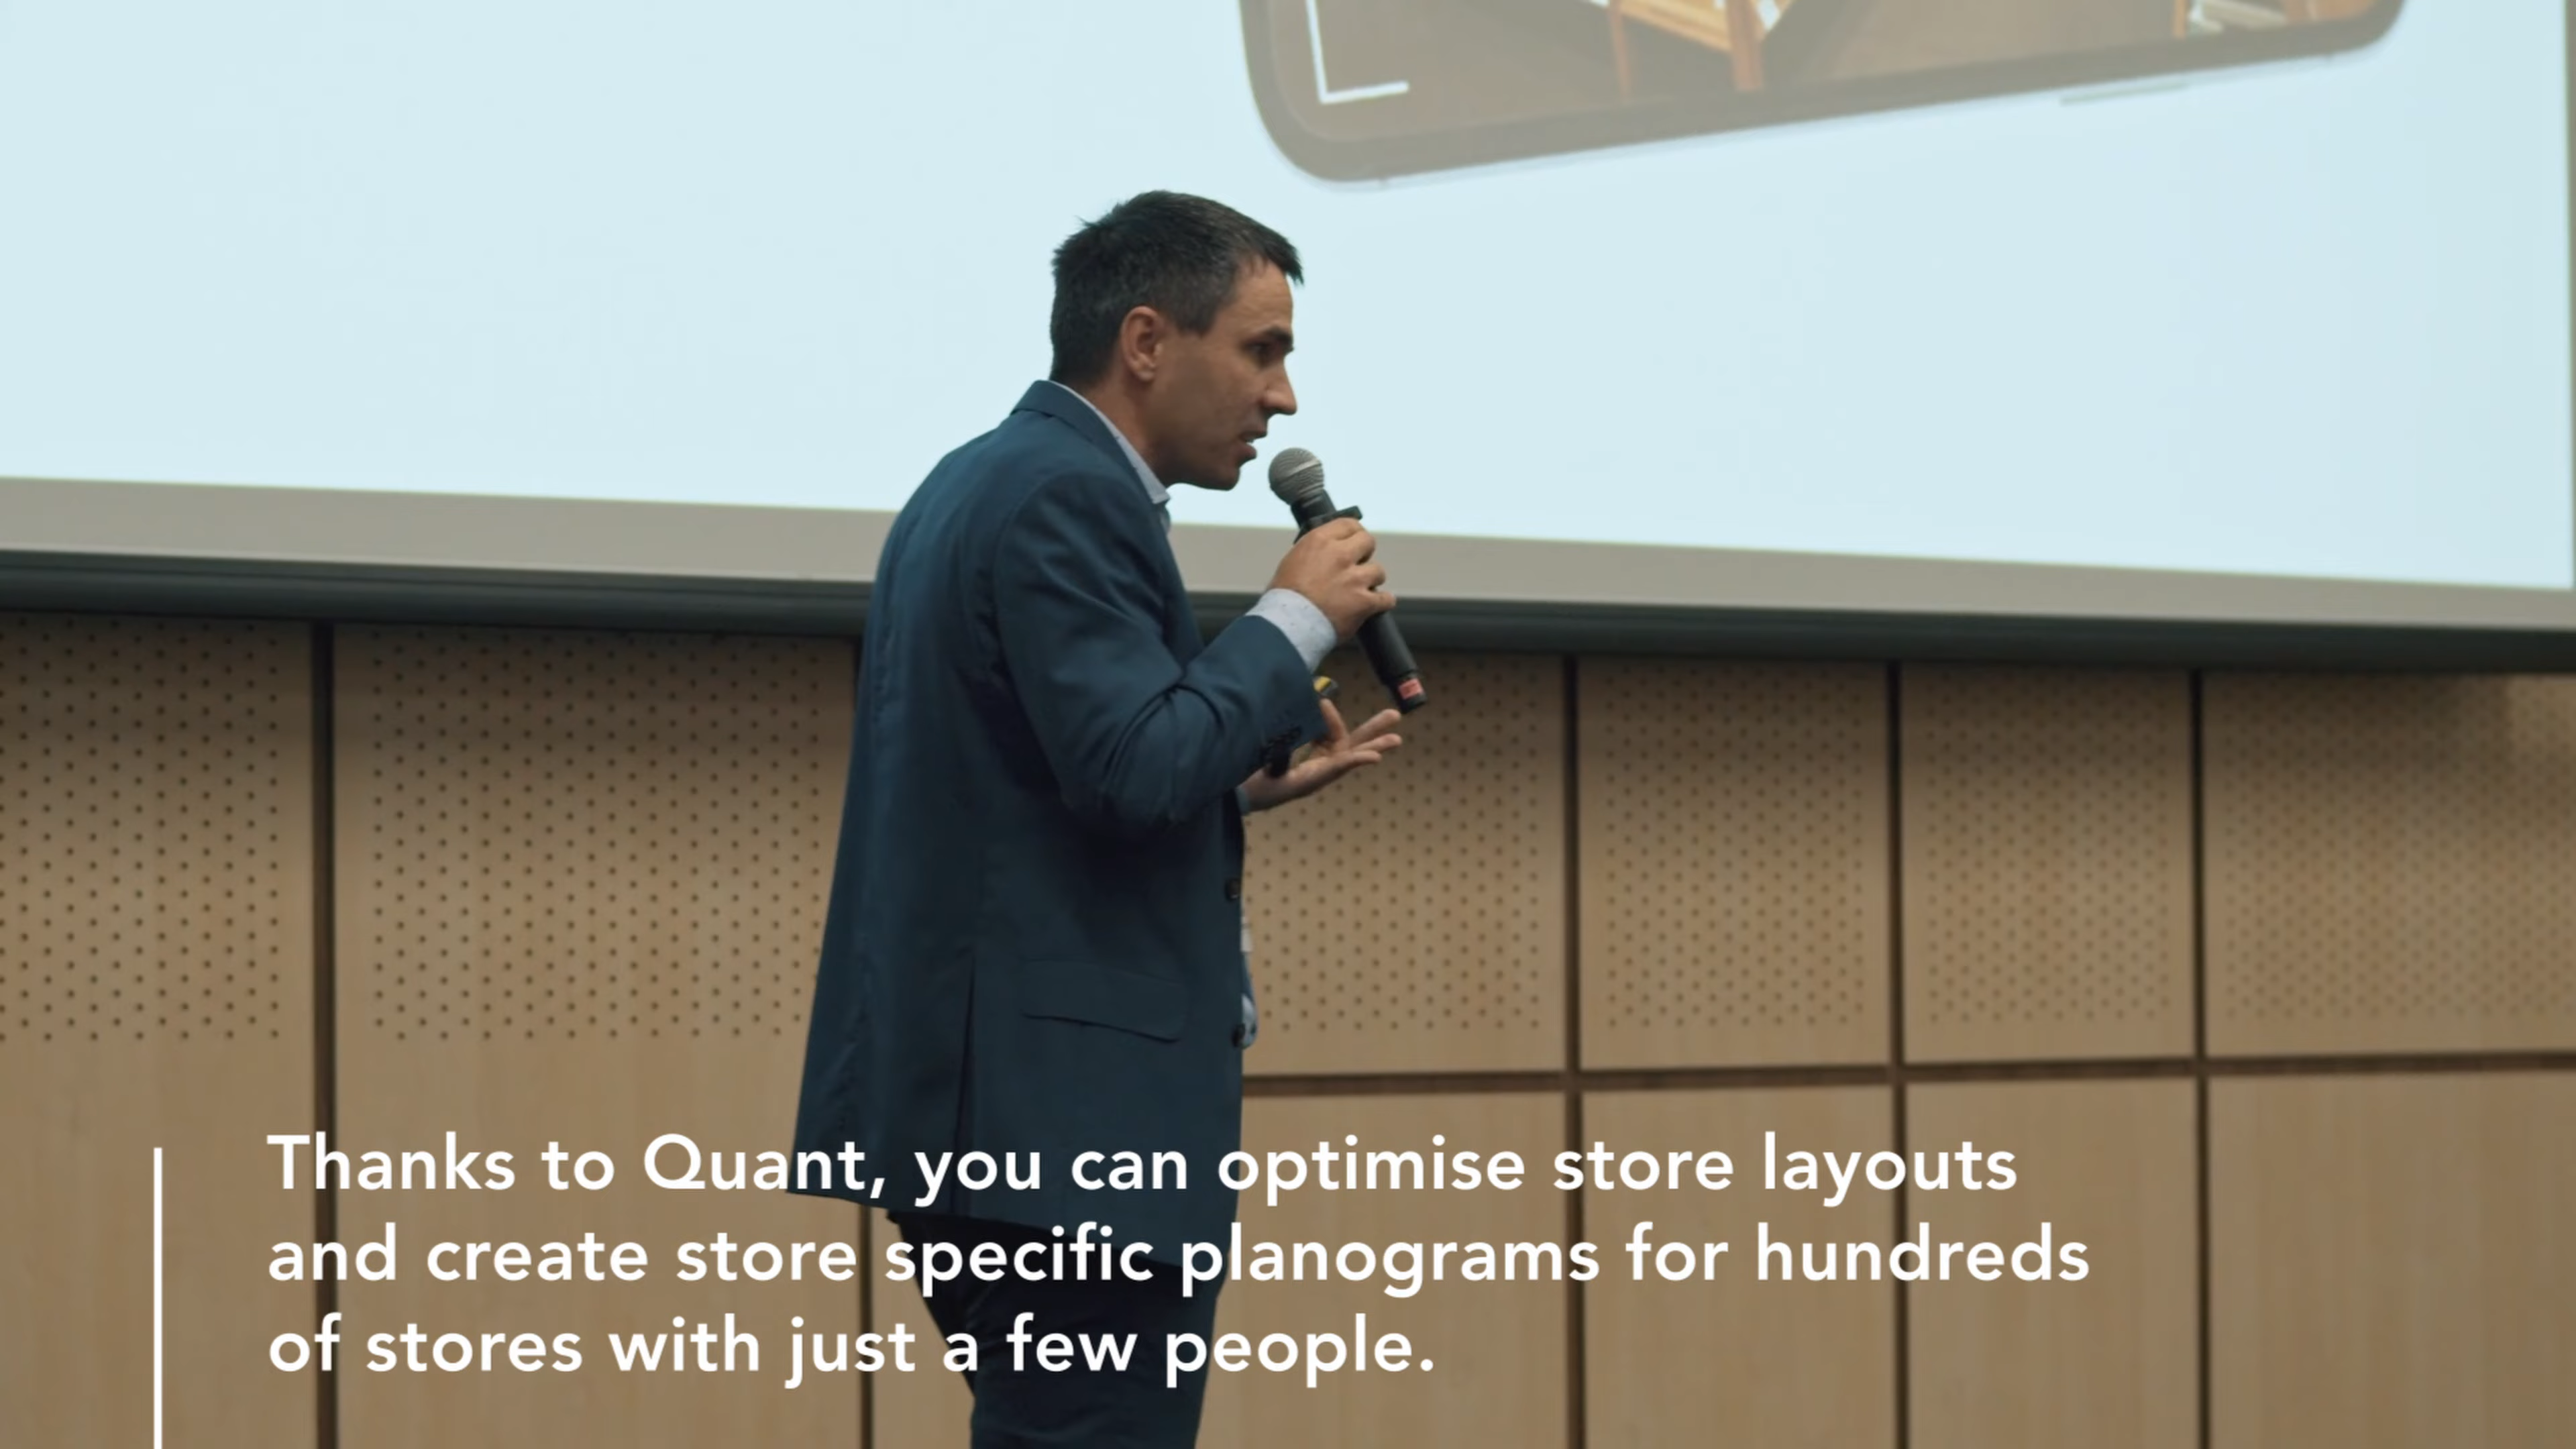 Thanks to Quant, you can optimise store layouts
and create store specific planograms for hundreds
of stores with just a few people.